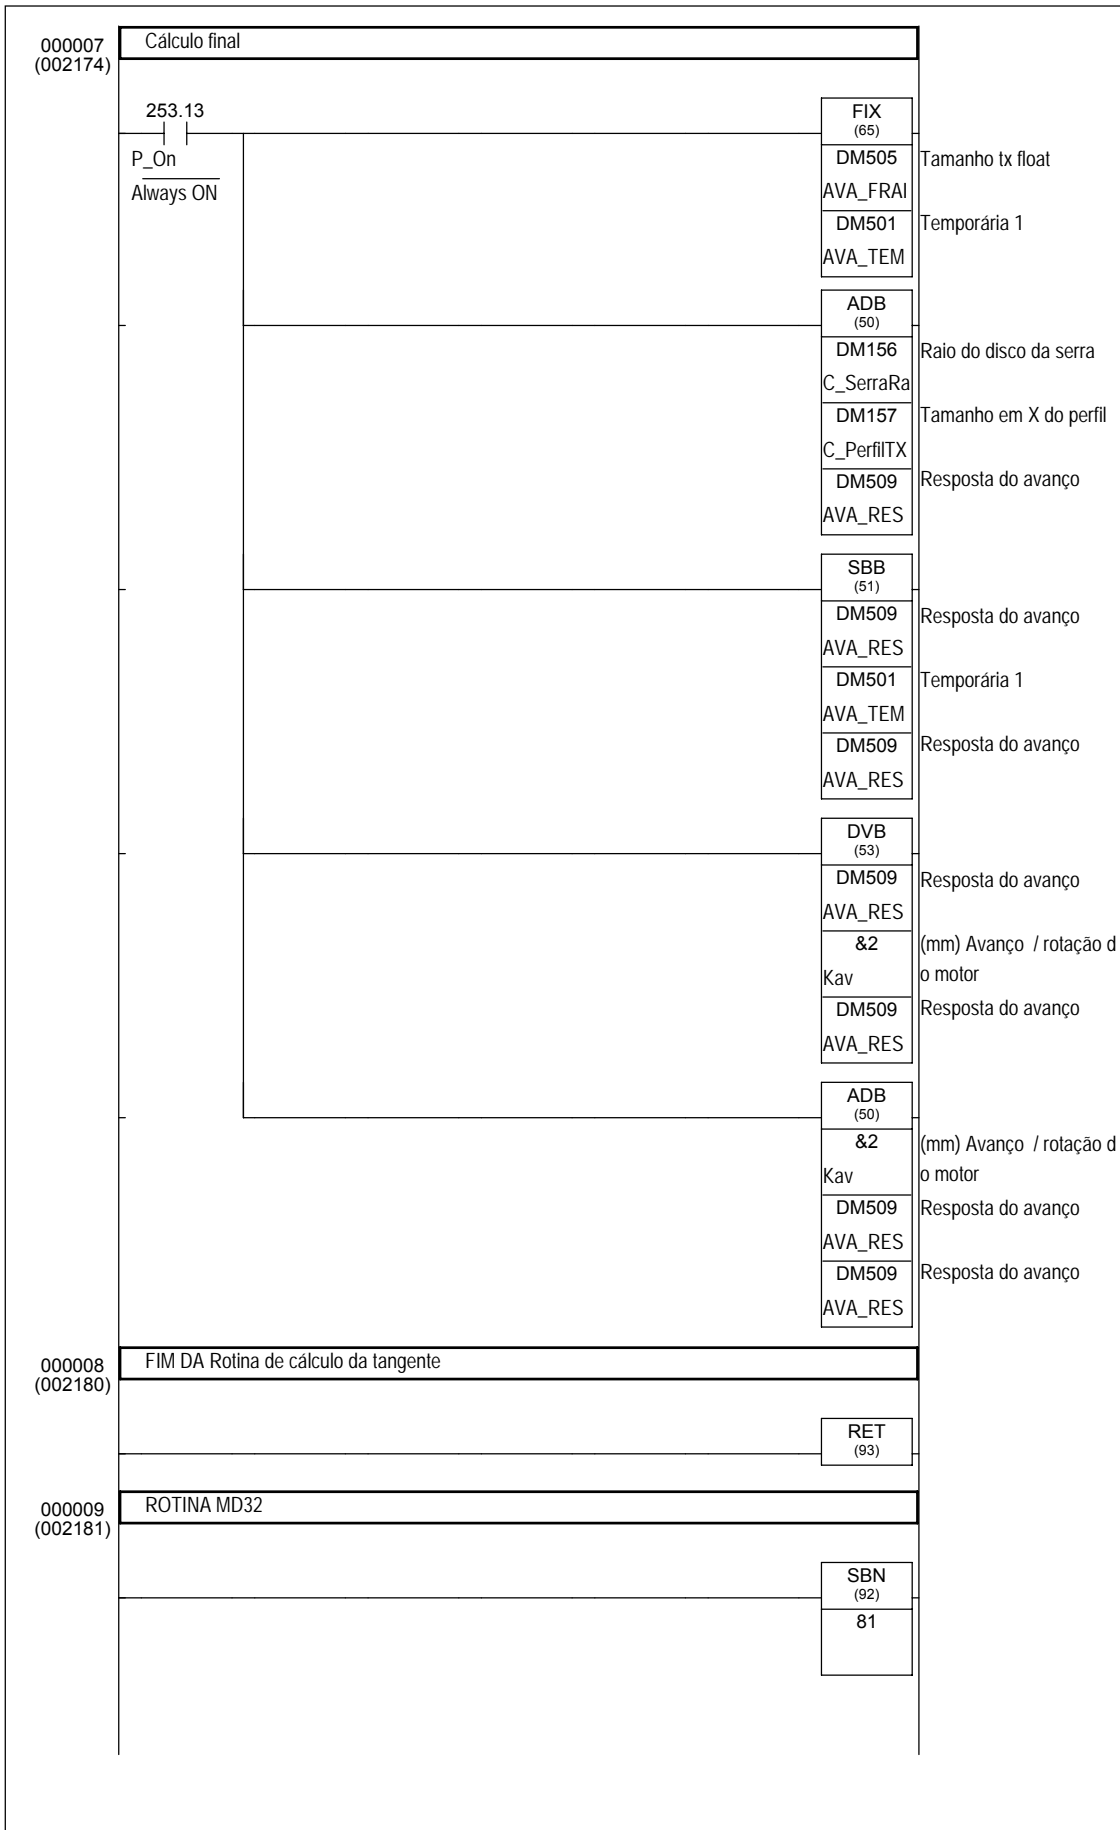 000007
(002174)
Cálculo final
253.13
P_On
Always ON
FIX
(65)
DM505
Tamanho tx float
AVA_FRAI
DM501
Temporária 1
AVA_TEM
ADB
(50)
DM156
Raio do disco da serra
C_SerraRa
DM157
Tamanho em X do perfil
C_PerfilTX
DM509
Resposta do avanço
AVA_RES
SBB
(51)
DM509
Resposta do avanço
AVA_RES
DM501
Temporária 1
AVA_TEM
DM509
Resposta do avanço
AVA_RES
DVB
(53)
DM509
Resposta do avanço
AVA_RES
&2
(mm) Avanço / rotação d
Kav
o motor
DM509
Resposta do avanço
AVA_RES
ADB
(50)
&2
(mm) Avanço / rotação d
Kav
o motor
DM509
Resposta do avanço
AVA_RES
DM509
Resposta do avanço
AVA_RES
000008
(002180)
FIM DA Rotina de cálculo da tangente
RET
(93)
000009
(002181)
ROTINA MD32
SBN
(92)
81